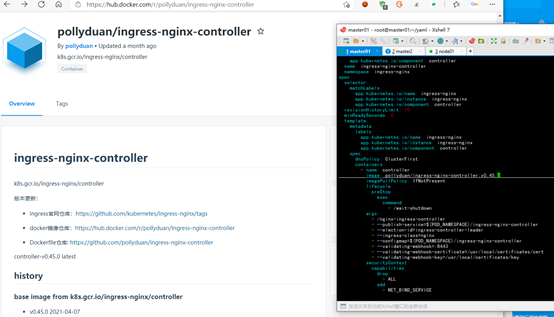 https://hub.docker.com/r/pollyduan/ingress-nginx-controller
pollyduan/ingress-nginx-controller
By pollyduan • Updated a month ago
k8s.gcr.io/ingress-nginx/controller
Container
Overview
Tags
ingress-nginx-controller
k8s.gcr.io/ingress-nginx/controller
版本更新:
ingress官网仓库: https://github.com/kubernetes/ingress-nginx/tags
docker镜像仓库: https://hub.docker.com/r/pollyduan/ingress-nginx-controller
Dockerfile仓库: https://github.com/pollyduan/ingress-nginx-controller
controller-v0.45.0 latest
history
base image from k8s.gcr.io/ingress-nginx/controller
v0.45.0 2021-04-07
master01 - root@master01:~/yaml - Xshell 7
1 master01
2 master02
3 node01
app.kubernetes.io/component: controller
name: ingress-nginx-controller
namespace: ingress-nginx
spec:
selector:
matchLabels:
app.kubernetes.io/name: ingress-nginx
app.kubernetes.io/instance: ingress-nginx
app.kubernetes.io/component: controller
revisionHistoryLimit: 10
minReadySeconds: 0
template:
metadata:
labels:
app.kubernetes.io/name: ingress-nginx
app.kubernetes.io/instance: ingress-nginx
app.kubernetes.io/component: controller
spec:
dnsPolicy: ClusterFirst
containers:
- name: controller
imagePullPolicy: IfNotPresent
lifecycle:
preStop:
exec:
command:
- /wait-shutdown
args:
- /nginx-ingress-controller
- --publish-service=$(POD_NAMESPACE)/ingress-nginx-controller
- --election-id=ingress-controller-leader
- --ingress-class=nginx
- --configmap=$(POD_NAMESPACE)/ingress-nginx-controller
- --validating-webhook=:8443
- --validating-webhook-certificate=/usr/local/certificates/cert
- --validating-webhook-key=/usr/local/certificates/key
securityContext:
capabilities:
drop:
- ALL
add:
- NET_BIND_SERVICE